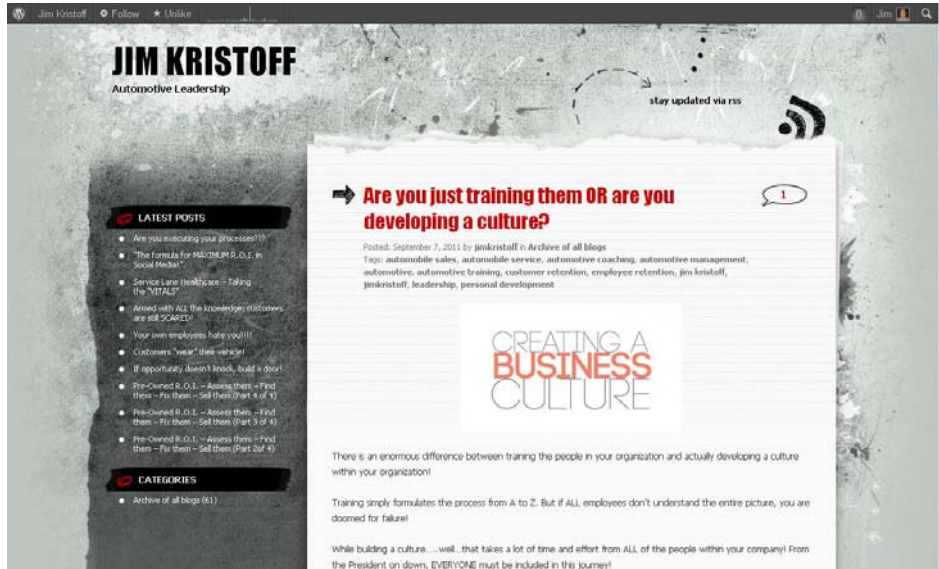 Jim Kristoff Follow Unlike 0 Jim
JIM KRISTOFF
Automotive Leadership
stay updated via rss
LATEST POSTS
Are you executing your processes???
"The formula for MAXIMUM R.O.I. in
Social Media!"
Service Lane Healthcare – Taking
the "VITALS"
Armed with ALL the knowledge; customers
are still SCARED!
Your own employees hate you!!!!
Customers "wear" their vehicle!
If opportunity doesn't knock, build a door!
Pre-Owned R.O.I. – Assess them – Find
them – Fix them – Sell them (Part 4 of 4)
Pre-Owned R.O.I. – Assess them – Find
them – Fix them – Sell them (Part 3 of 4)
Pre-Owned R.O.I. – Assess them – Find
them – Fix them – Sell them (Part 2of 4)
CATEGORIES
Archive of all blogs (61)
Are you just training them OR are you
developing a culture?
1
Posted: September 7, 2011 by jimkristoff in Archive of all blogs
Tags: automobile sales, automobile service, automotive coaching, automotive management,
automotive, automotive training, customer retention, employee retention, jim kristoff,
jimkristoff, leadership, personal development
CREATING A
BUSINESS
CULTURE
There is an enormous difference between training the people in your organization and actually developing a culture
within your organization!
Training simply formulates the process from A to Z. But if ALL employees don't understand the entire picture, you are
doomed for failure!
While building a culture.....well...that takes a lot of time and effort from ALL of the people within your company! From
the President on down, EVERYONE must be included in this journey!